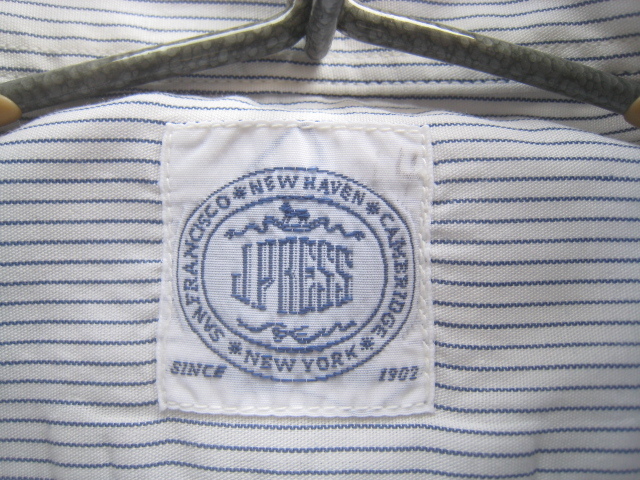 SAN FRANCISCO * NEW HAVEN * CAMBRIDGE * NEW YORK *
J.PRESS
SINCE 1902